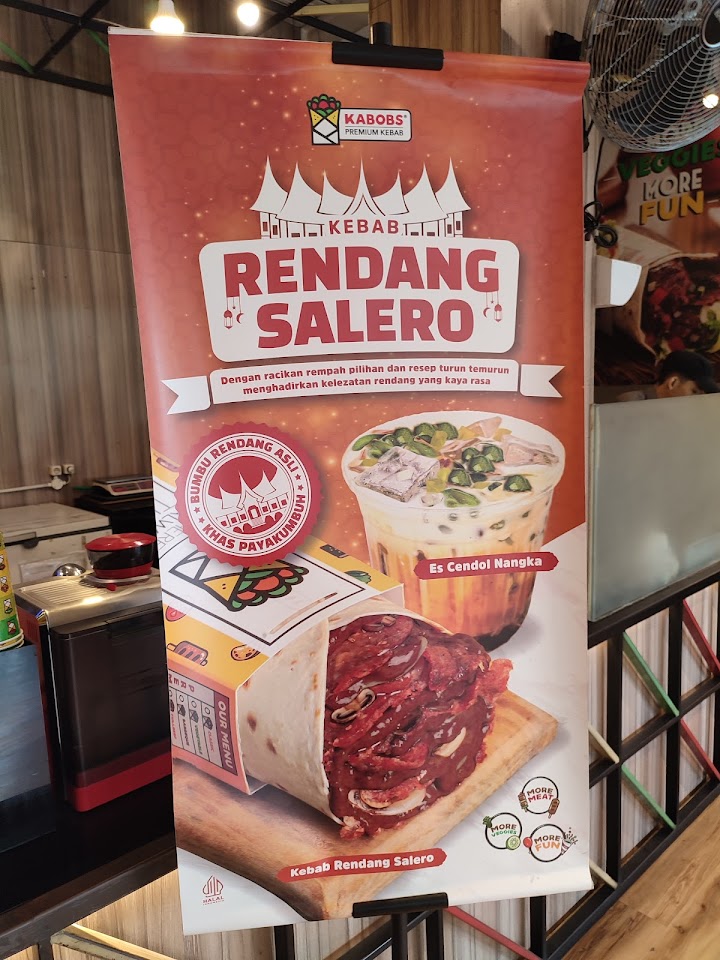 KABOBS®
PREMIUM KEBAB
KEBAB
RENDANG
SALERO
Dengan racikan rempah pilihan dan resep turun temurun
menghadirkan kelezatan rendang yang kaya rasa
BUMBU RENDANG ASLI
KHAS PAYAKUMBUH
Es Cendol Nangka
OUR MENU
Kebab Rendang Salero
MORE
MEAT
MORE
VEGGIES
MORE
FUN
HALAL
INDONESIA
VEGGIES
MORE
FUN